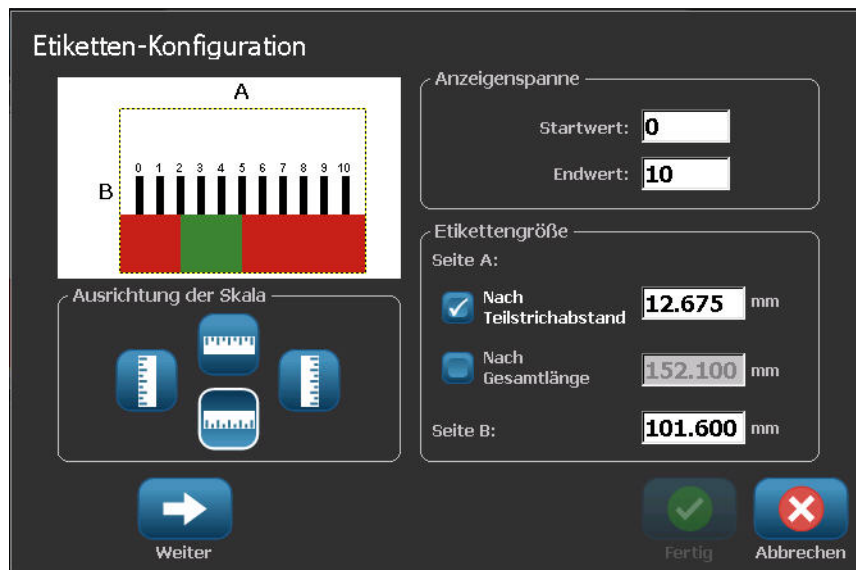 Etiketten-Konfiguration
A
0 1 2 3 4 5 6 7 8 9 10
B
Ausrichtung der Skala
Anzeigenspanne
Startwert: 0
Endwert: 10
Etikettengröße
Seite A:
Nach
Teilstrichabstand 12.675 mm
Nach
Gesamtlänge 152.100 mm
Seite B: 101.600 mm
Weiter
Fertig
Abbrechen